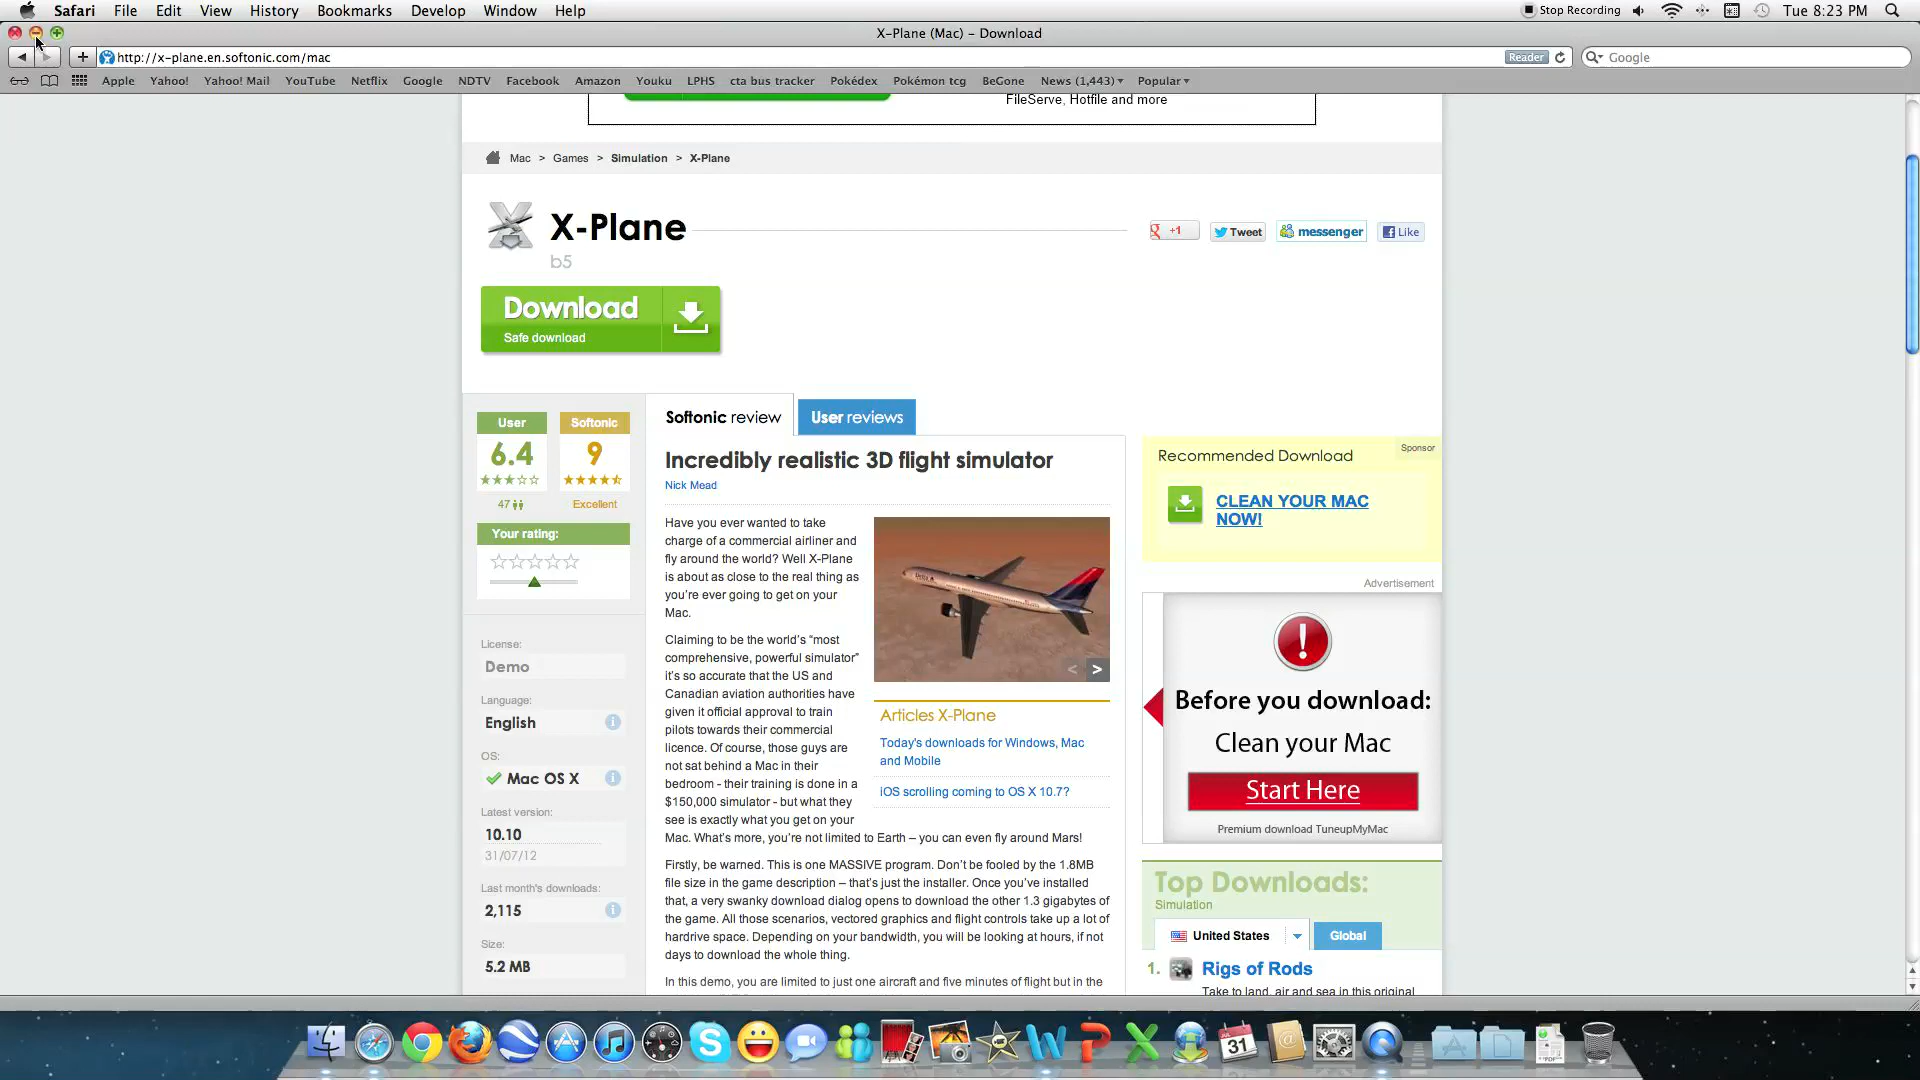 Safari File Edit View History Bookmarks Develop Window Help
Stop Recording Tue 8:23 PM
X-Plane (Mac) – Download
http://x-plane.en.softonic.com/mac
Reader
Google
Apple Yahoo! Yahoo! Mail YouTube Netflix Google NDTV Facebook Amazon Youku LPHS cta bus tracker Pokédex Pokémon tcg BeGone News (1,443) Popular
FileServe, Hotfile and more
Mac > Games > Simulation > X-Plane
X-Plane
b5
+1
Tweet
messenger
Like
Download
Safe download
User
6.4
47
Softonic
9
Excellent
Your rating:
License:
Demo
Language:
English
OS:
Mac OS X
Latest version:
10.10
31/07/12
Last month's downloads:
2,115
Size:
5.2 MB
Softonic review
User reviews
Incredibly realistic 3D flight simulator
Nick Mead
Have you ever wanted to take
charge of a commercial airliner and
fly around the world? Well X-Plane
is about as close to the real thing as
you're ever going to get on your
Mac.
Claiming to be the world's "most
comprehensive, powerful simulator"
it's so accurate that the US and
Canadian aviation authorities have
given it official approval to train
pilots towards their commercial
licence. Of course, those guys are
not sat behind a Mac in their
bedroom - their training is done in a
$150,000 simulator - but what they
see is exactly what you get on your
Mac. What's more, you're not limited to Earth – you can even fly around Mars!
Firstly, be warned. This is one MASSIVE program. Don't be fooled by the 1.8MB
file size in the game description – that's just the installer. Once you've installed
that, a very swanky download dialog opens to download the other 1.3 gigabytes of
the game. All those scenarios, vectored graphics and flight controls take up a lot of
hardrive space. Depending on your bandwidth, you will be looking at hours, if not
days to download the whole thing.
In this demo, you are limited to just one aircraft and five minutes of flight but in the
< >
Articles X-Plane
Today's downloads for Windows, Mac
and Mobile
iOS scrolling coming to OS X 10.7?
Sponsor
Recommended Download
CLEAN YOUR MAC
NOW!
Advertisement
!
Before you download:
Clean your Mac
Start Here
Premium download TuneupMyMac
Top Downloads:
Simulation
United States
Global
1. Rigs of Rods
Take to land, air and sea in this original
JUL
31